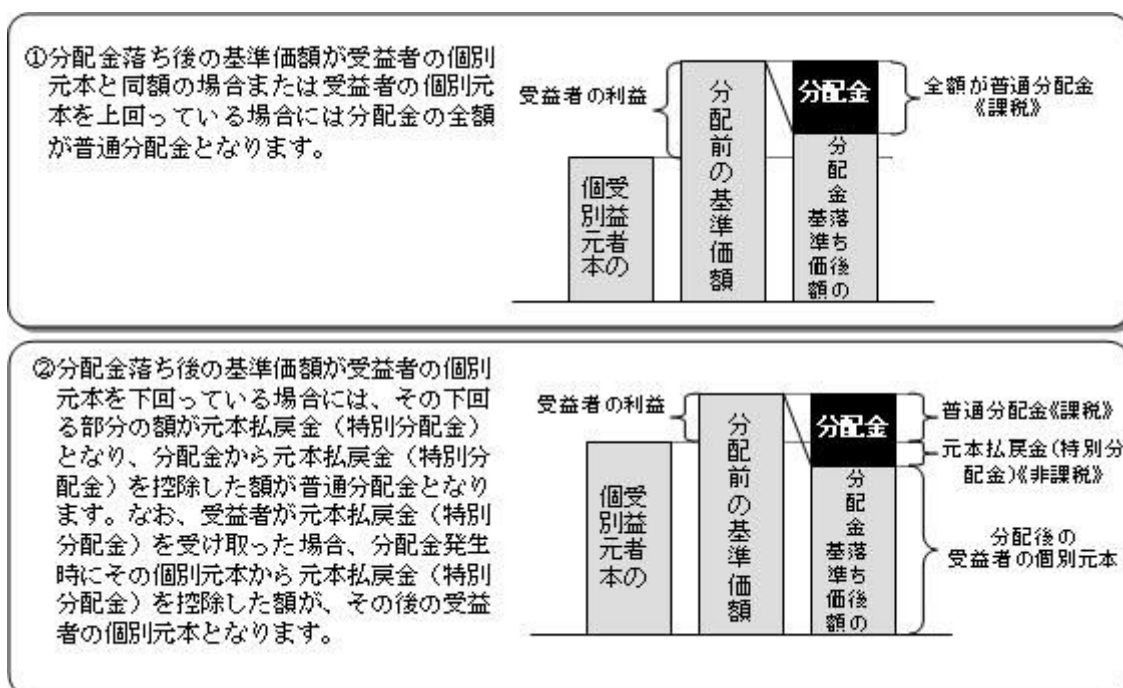 ①分配金落ち後の基準価額が受益者の個別
元本と同額の場合または受益者の個別元
本を上回っている場合には分配金の全額
が普通分配金となります。
受益者の利益
受益者の
個別元本
分配前の基準価額
分配金
分配金落ち後の
基準価額
全額が普通分配金
《課税》
②分配金落ち後の基準価額が受益者の個別
元本を下回っている場合には、その下回
る部分の額が元本払戻金（特別分配金）
となり、分配金から元本払戻金（特別分
配金）を控除した額が普通分配金となり
ます。なお、受益者が元本払戻金（特別
分配金）を受け取った場合、分配金発生
時にその個別元本から元本払戻金（特別
分配金）を控除した額が、その後の受益
者の個別元本となります。
受益者の利益
受益者の
個別元本
分配前の基準価額
分配金
分配金落ち後の
基準価額
普通分配金《課税》
元本払戻金(特別分
配金)《非課税》
分配後の
受益者の個別元本